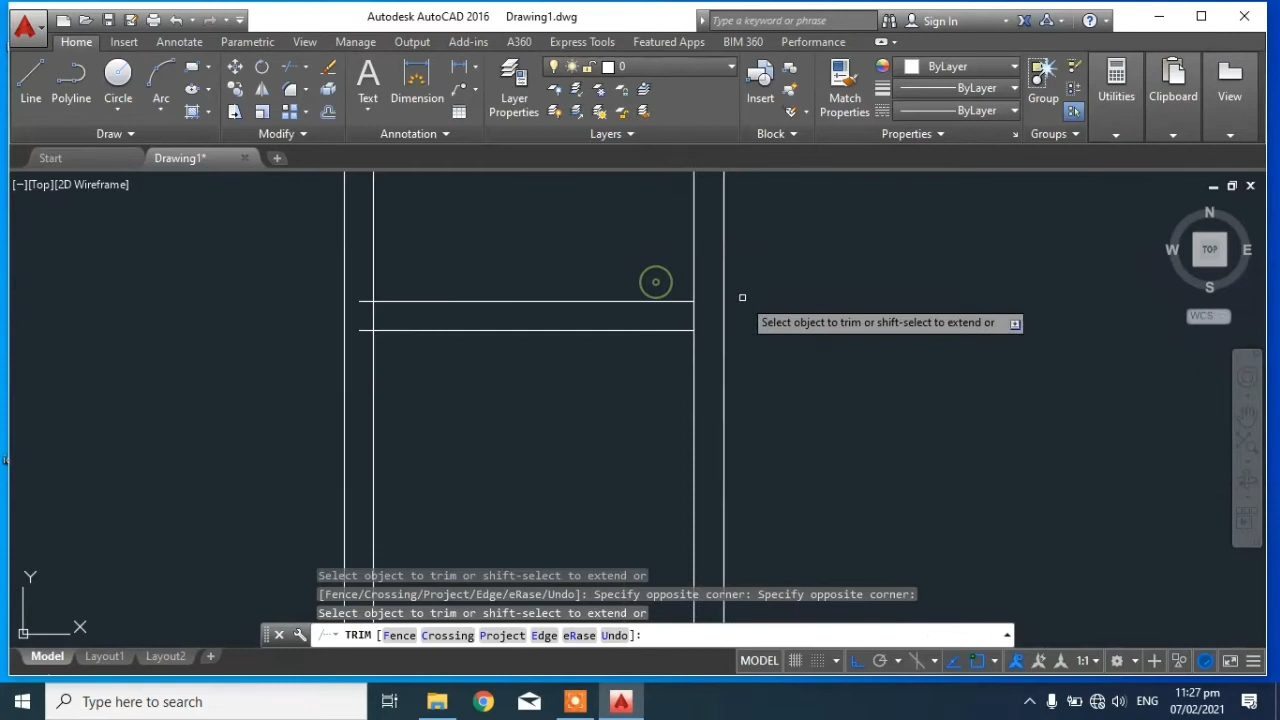 Autodesk AutoCAD 2016 Drawing1.dwg
Type a keyword or phrase
Sign In
Home Insert Annotate Parametric View Manage Output Add-ins A360 Express Tools Featured Apps BIM 360 Performance
Line Polyline Circle Arc
Text Dimension
Layer Properties
0
Insert
Match Properties
ByLayer
ByLayer
ByLayer
Group
Utilities
Clipboard
View
Draw Modify Annotation Layers Block Properties Groups
Start Drawing1*
[−][Top][2D Wireframe]
N
W TOP E
S
WCS
Select object to trim or shift-select to extend or
Y
X
Select object to trim or shift-select to extend or
[Fence/Crossing/Project/Edge/eRase/Undo]: Specify opposite corner: Specify opposite corner:
Select object to trim or shift-select to extend or
TRIM [Fence Crossing Project Edge eRase Undo]:
Model Layout1 Layout2
MODEL 1:1
Type here to search
ENG
11:27 pm
07/02/2021